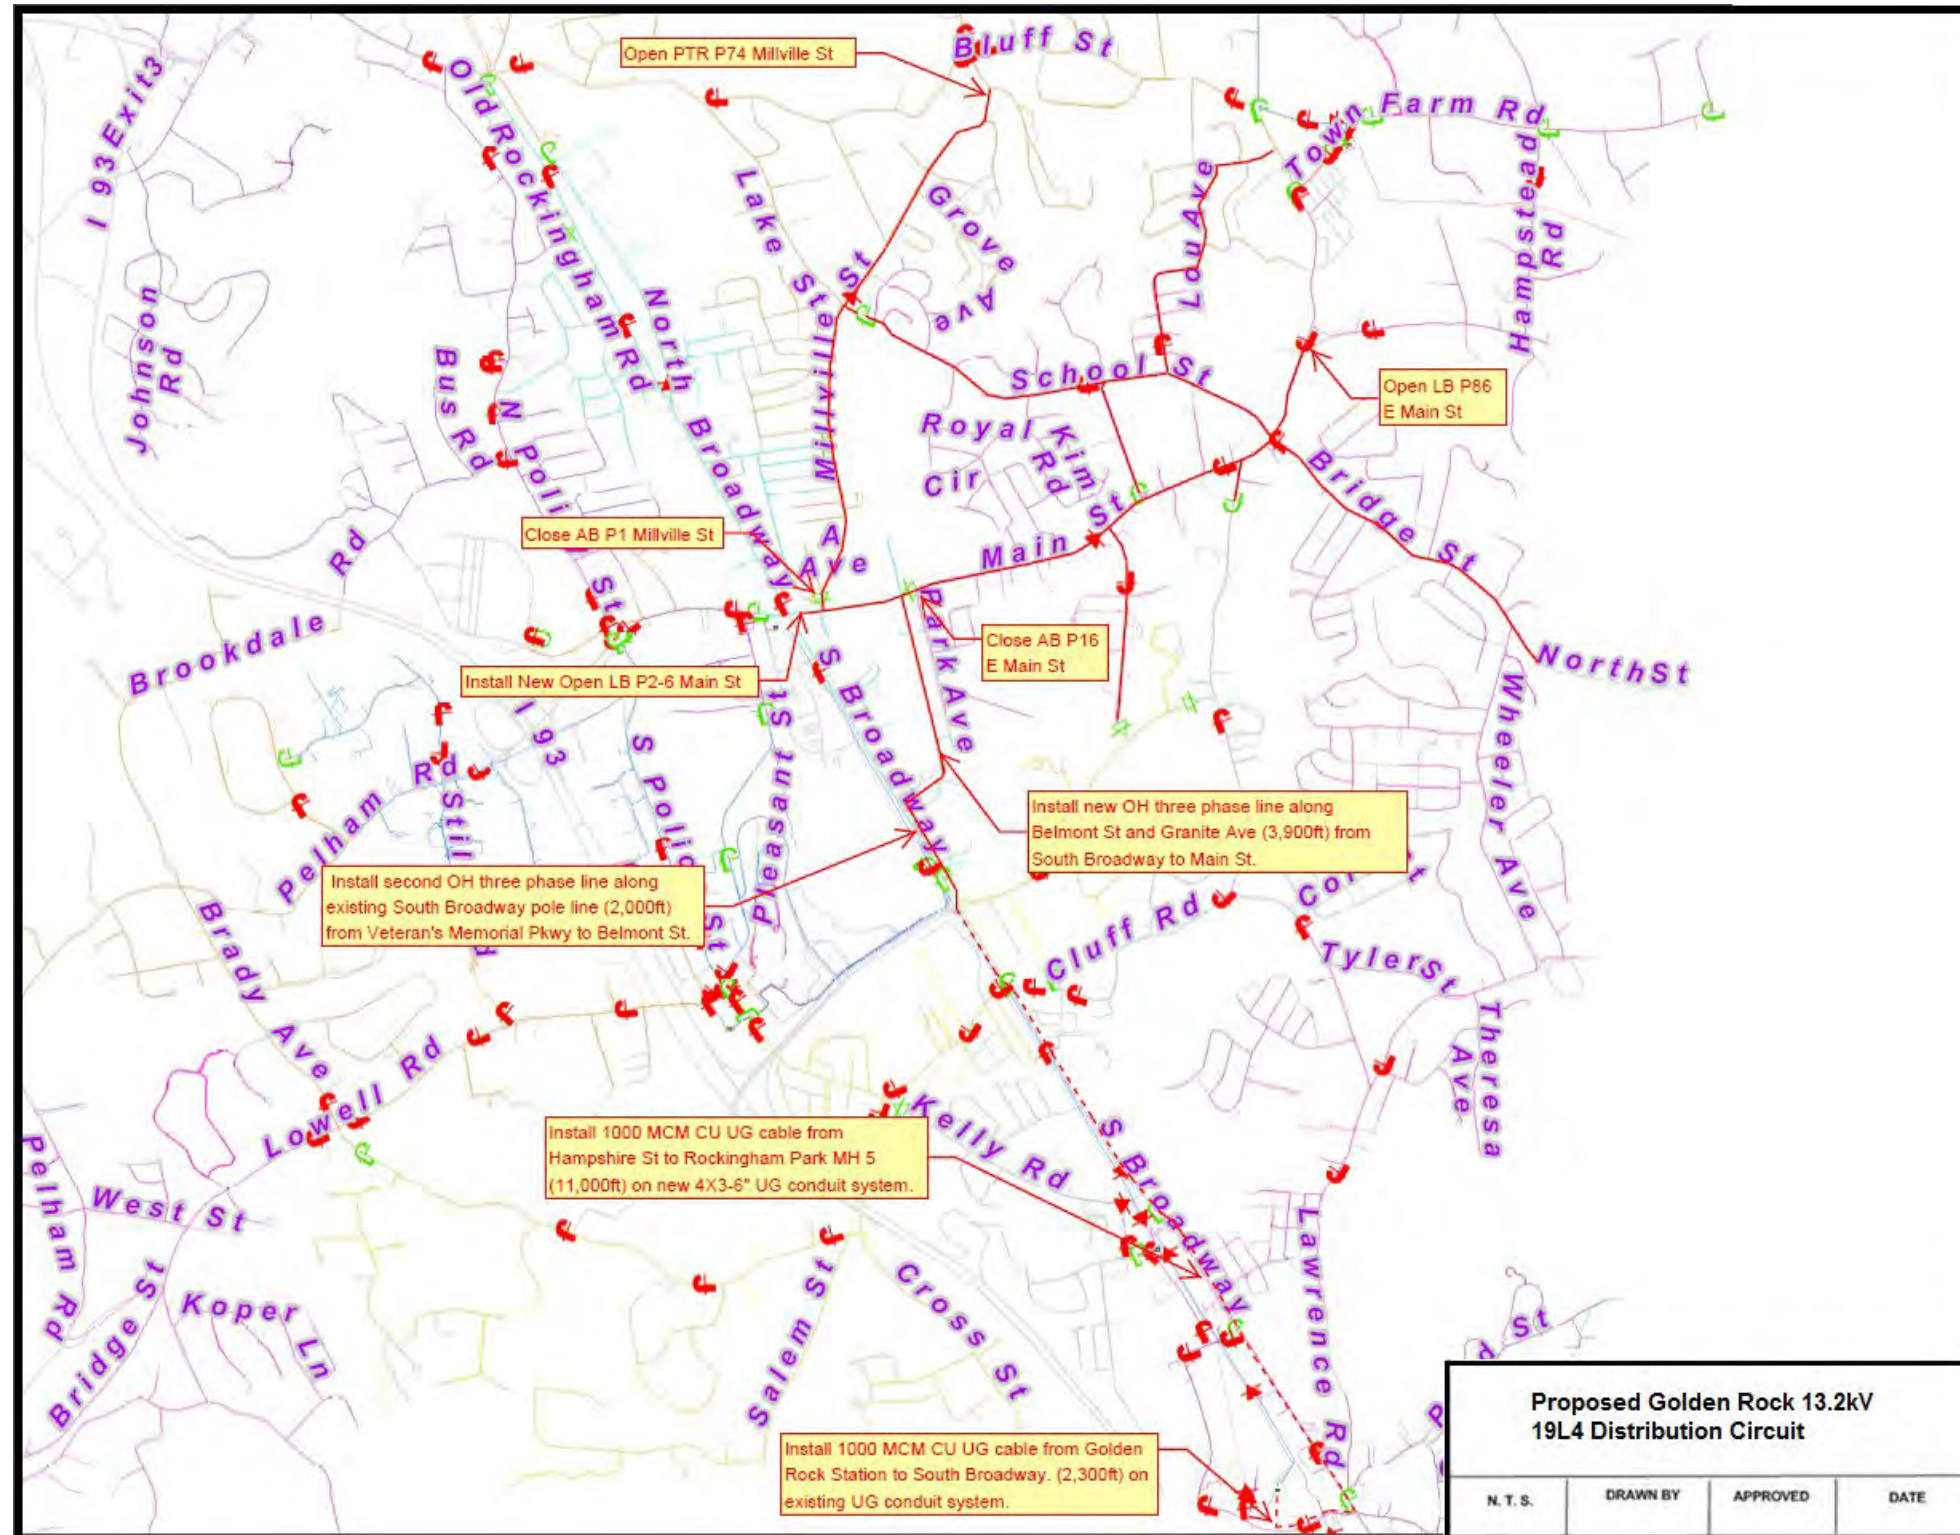 Open PTR P74 Millville St
Bluff St
I 93 Exit3
Old Rockingham Rd
Town Farm Rd
Hampstead Rd
Lou Ave
Lake St
Grove Ave
Johnson Rd
North Broadway
Millville St
School St
Open LB P86
E Main St
Bns Rd
N Poli
St
Royal Cir
Kim Rd
Bridge St
Close AB P1 Millville St
A
Ave
Main St
Rd
Brookdale
Park Ave
Close AB P16
E Main St
NorthSt
Install New Open LB P2-6 Main St
S Broadway
Wheeler Ave
I 93
S Polic
St
Pleasant St
Pelham Rd
Still
d
Install new OH three phase line along
Belmont St and Granite Ave (3,900ft) from
South Broadway to Main St.
Install second OH three phase line along
existing South Broadway pole line (2,000ft)
from Veteran's Memorial Pkwy to Belmont St.
Cluff Rd
TylerSt
Brady Ave
Theresa Ave
Lowell Rd
Kelly Rd
S Broadway
Install 1000 MCM CU UG cable from
Hampshire St to Rockingham Park MH 5
(11,000ft) on new 4X3-6" UG conduit system.
Pelham Rd
West St
Lawrence Rd
Bridge St
Koper Ln
Salem St
Cross St
St
Install 1000 MCM CU UG cable from Golden
Rock Station to South Broadway. (2,300ft) on
existing UG conduit system.
Proposed Golden Rock 13.2kV
19L4 Distribution Circuit
N. T. S.
DRAWN BY
APPROVED
DATE